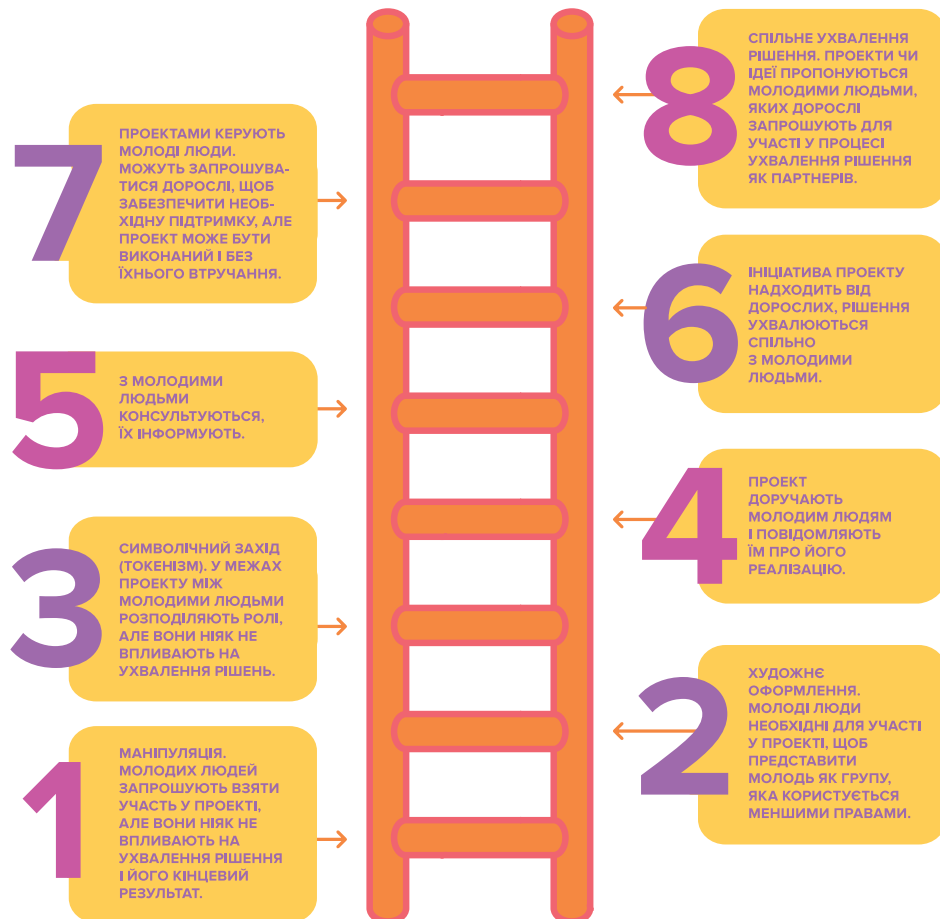 8
СПІЛЬНЕ УХВАЛЕННЯ
РІШЕННЯ. ПРОЕКТИ ЧИ
ІДЕЇ ПРОПОНУЮТЬСЯ
МОЛОДИМИ ЛЮДЬМИ,
ЯКИХ ДОРОСЛІ
ЗАПРОШУЮТЬ ДЛЯ
УЧАСТІ У ПРОЦЕСІ
УХВАЛЕННЯ РІШЕННЯ
ЯК ПАРТНЕРІВ.
7
ПРОЕКТАМИ КЕРУЮТЬ
МОЛОДІ ЛЮДИ.
МОЖУТЬ ЗАПРОШУВА-
ТИСЯ ДОРОСЛІ, ЩОБ
ЗАБЕЗПЕЧИТИ НЕОБ-
ХІДНУ ПІДТРИМКУ, АЛЕ
ПРОЕКТ МОЖЕ БУТИ
ВИКОНАНИЙ І БЕЗ
ЇХНЬОГО ВТРУЧАННЯ.
6
ІНІЦІАТИВА ПРОЕКТУ
НАДХОДИТЬ ВІД
ДОРОСЛИХ, РІШЕННЯ
УХВАЛЮЮТЬСЯ
СПІЛЬНО
З МОЛОДИМИ
ЛЮДЬМИ.
5
З МОЛОДИМИ
ЛЮДЬМИ
КОНСУЛЬТУЮТЬСЯ,
ЇХ ІНФОРМУЮТЬ.
4
ПРОЕКТ
ДОРУЧАЮТЬ
МОЛОДИМ ЛЮДЯМ
І ПОВІДОМЛЯЮТЬ
ЇМ ПРО ЙОГО
РЕАЛІЗАЦІЮ.
3
СИМВОЛІЧНИЙ ЗАХІД
(ТОКЕНІЗМ). У МЕЖАХ
ПРОЕКТУ МІЖ
МОЛОДИМИ ЛЮДЬМИ
РОЗПОДІЛЯЮТЬ РОЛІ,
АЛЕ ВОНИ НІЯК НЕ
ВПЛИВАЮТЬ НА
УХВАЛЕННЯ РІШЕНЬ.
2
ХУДОЖНЄ
ОФОРМЛЕННЯ.
МОЛОДІ ЛЮДИ
НЕОБХІДНІ ДЛЯ УЧАСТІ
У ПРОЕКТІ, ЩОБ
ПРЕДСТАВИТИ
МОЛОДЬ ЯК ГРУПУ,
ЯКА КОРИСТУЄТЬСЯ
МЕНШИМИ ПРАВАМИ.
1
МАНІПУЛЯЦІЯ.
МОЛОДИХ ЛЮДЕЙ
ЗАПРОШУЮТЬ ВЗЯТИ
УЧАСТЬ У ПРОЕКТІ,
АЛЕ ВОНИ НІЯК НЕ
ВПЛИВАЮТЬ НА
УХВАЛЕННЯ РІШЕННЯ
І ЙОГО КІНЦЕВИЙ
РЕЗУЛЬТАТ.